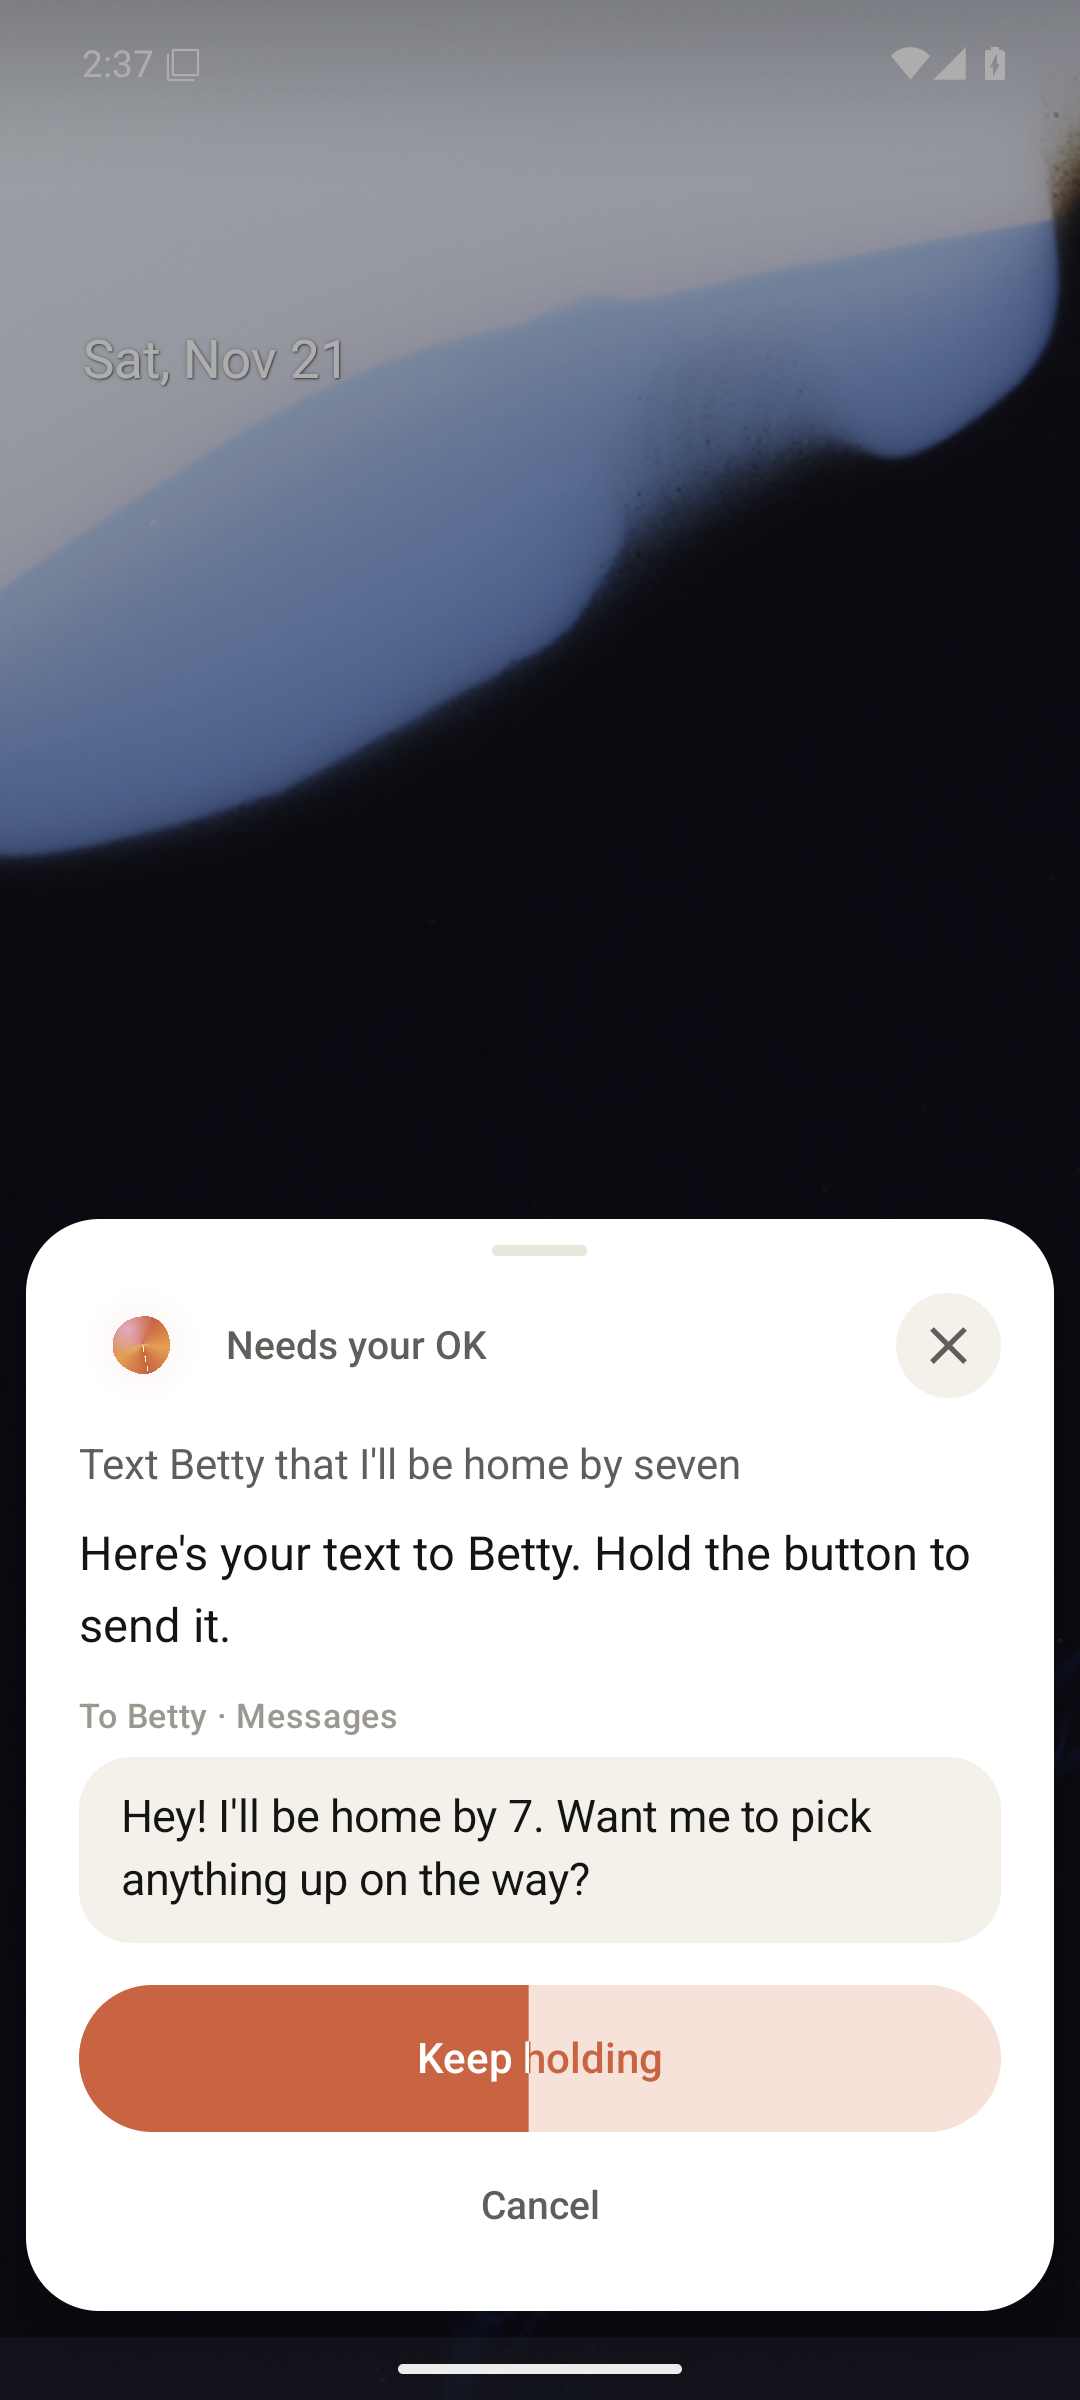 2:37
Sat, Nov 21
Needs your OK
Text Betty that I'll be home by seven
Here's your text to Betty. Hold the button to
send it.
To Betty · Messages
Hey! I'll be home by 7. Want me to pick
anything up on the way?
Keep holding
Cancel